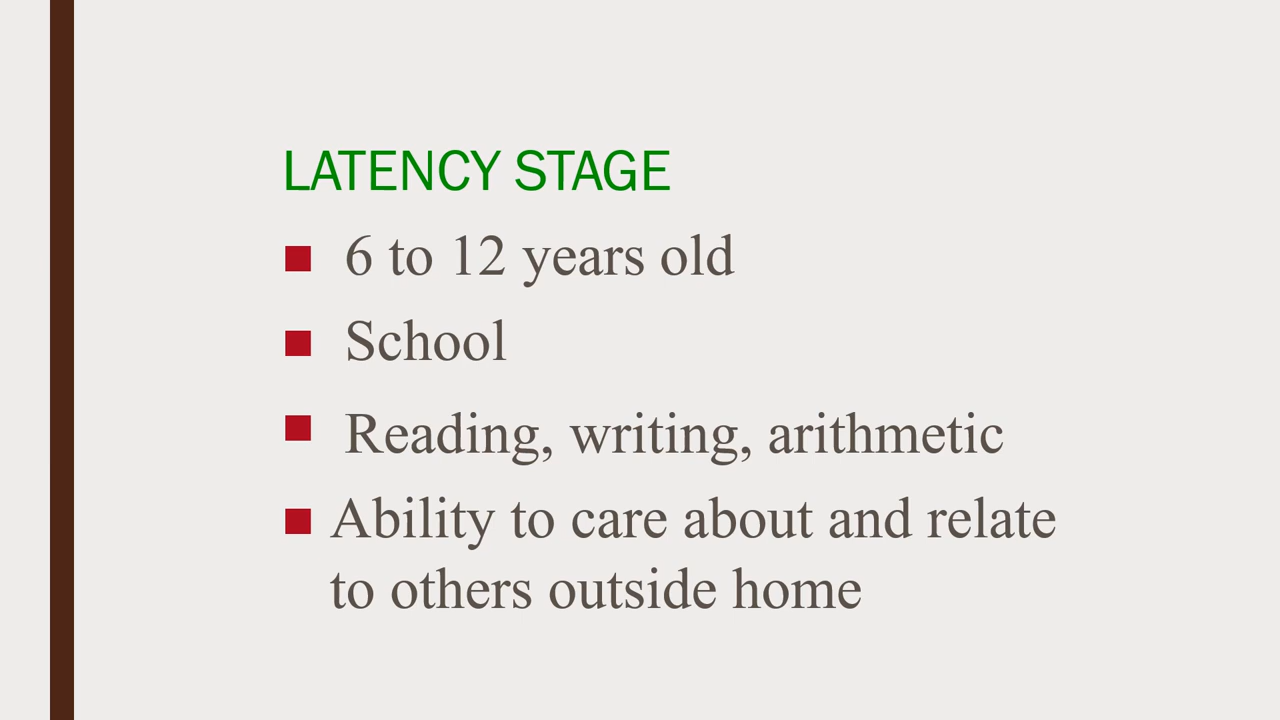 LATENCY STAGE
6 to 12 years old
School
Reading, writing, arithmetic
Ability to care about and relate
to others outside home